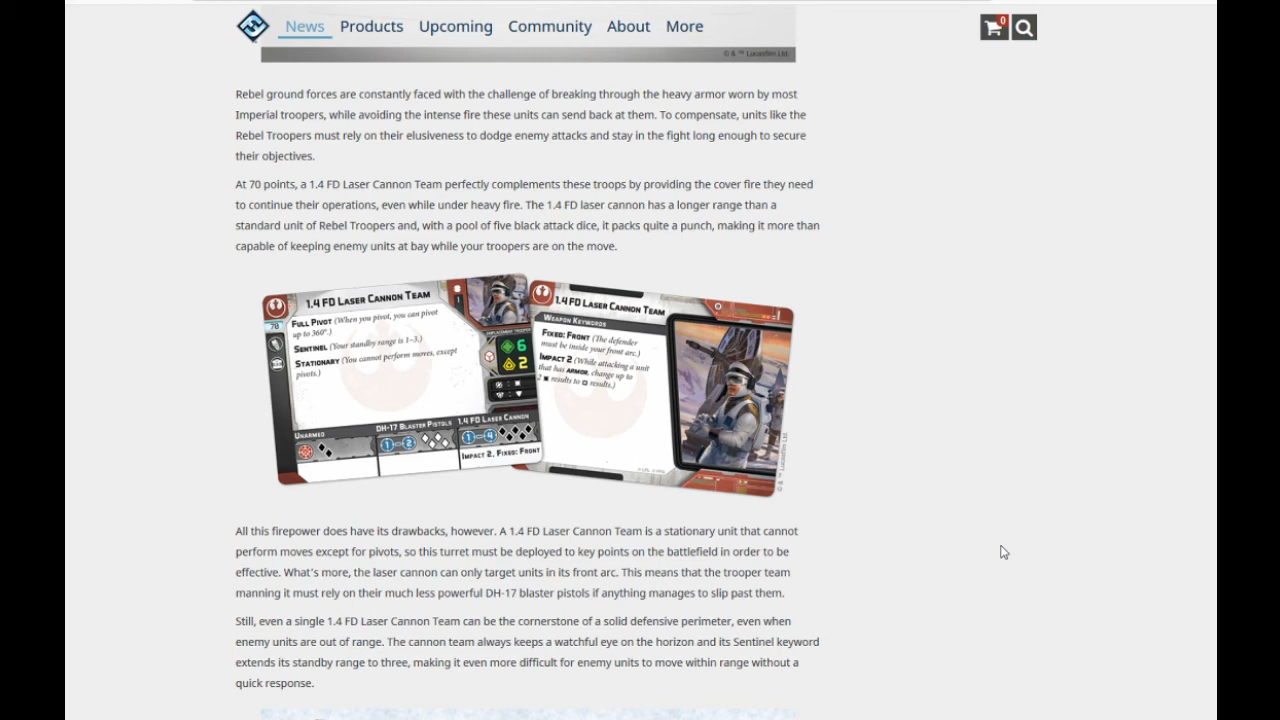 News Products Upcoming Community About More
0
© & ™ Lucasfilm Ltd.
Rebel ground forces are constantly faced with the challenge of breaking through the heavy armor worn by most
Imperial troopers, while avoiding the intense fire these units can send back at them. To compensate, units like the
Rebel Troopers must rely on their elusiveness to dodge enemy attacks and stay in the fight long enough to secure
their objectives.
At 70 points, a 1.4 FD Laser Cannon Team perfectly complements these troops by providing the cover fire they need
to continue their operations, even while under heavy fire. The 1.4 FD laser cannon has a longer range than a
standard unit of Rebel Troopers and, with a pool of five black attack dice, it packs quite a punch, making it more than
capable of keeping enemy units at bay while your troopers are on the move.
1.4 FD Laser Cannon Team
70
1
Full Pivot (When you pivot, you can pivot
up to 360°.)
Sentinel (Your standby range is 1–3.)
Stationary (You cannot perform moves, except
pivots.)
Emplacement Trooper
6
2
Unarmed
DH-17 Blaster Pistols
1 2
1.4 FD Laser Cannon
1 4
Impact 2, Fixed: Front
1.4 FD Laser Cannon Team
Weapon Keywords
Fixed: Front (The defender
must be inside your front arc.)
Impact 2 (While attacking a unit
that has ARMOR, change up to
2 results to results.)
© & ™ Lucasfilm Ltd.
All this firepower does have its drawbacks, however. A 1.4 FD Laser Cannon Team is a stationary unit that cannot
perform moves except for pivots, so this turret must be deployed to key points on the battlefield in order to be
effective. What's more, the laser cannon can only target units in its front arc. This means that the trooper team
manning it must rely on their much less powerful DH-17 blaster pistols if anything manages to slip past them.
Still, even a single 1.4 FD Laser Cannon Team can be the cornerstone of a solid defensive perimeter, even when
enemy units are out of range. The cannon team always keeps a watchful eye on the horizon and its Sentinel keyword
extends its standby range to three, making it even more difficult for enemy units to move within range without a
quick response.